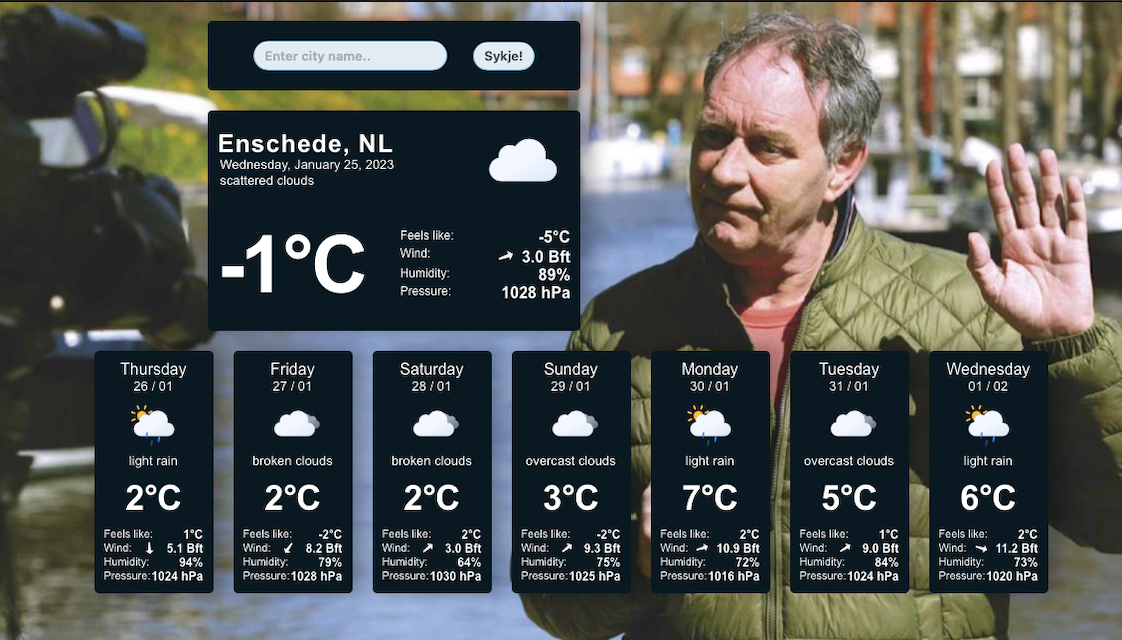 Enter city name..
Sykje!
Enschede, NL
Wednesday, January 25, 2023
scattered clouds
-1°C
Feels like: -5°C
Wind: 3.0 Bft
Humidity: 89%
Pressure: 1028 hPa
Thursday
26 / 01
light rain
2°C
Feels like: 1°C
Wind: 5.1 Bft
Humidity: 94%
Pressure: 1024 hPa
Friday
27 / 01
broken clouds
2°C
Feels like: -2°C
Wind: 8.2 Bft
Humidity: 79%
Pressure: 1028 hPa
Saturday
28 / 01
broken clouds
2°C
Feels like: 2°C
Wind: 3.0 Bft
Humidity: 64%
Pressure: 1030 hPa
Sunday
29 / 01
overcast clouds
3°C
Feels like: -2°C
Wind: 9.3 Bft
Humidity: 75%
Pressure: 1025 hPa
Monday
30 / 01
light rain
7°C
Feels like: 2°C
Wind: 10.9 Bft
Humidity: 72%
Pressure: 1016 hPa
Tuesday
31 / 01
overcast clouds
5°C
Feels like: 1°C
Wind: 9.0 Bft
Humidity: 84%
Pressure: 1024 hPa
Wednesday
01 / 02
light rain
6°C
Feels like: 2°C
Wind: 11.2 Bft
Humidity: 73%
Pressure: 1020 hPa